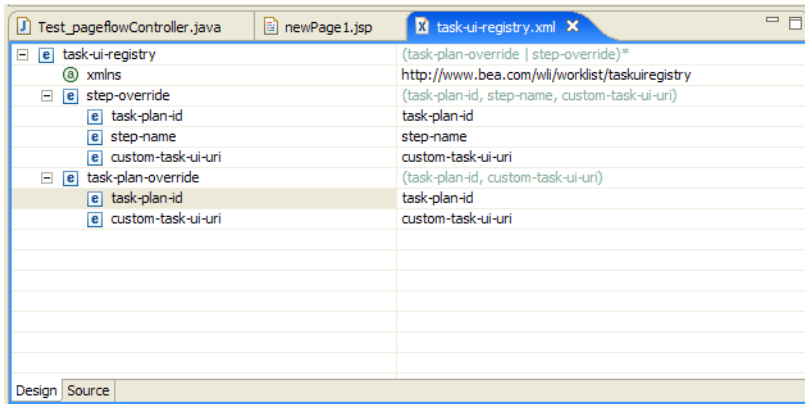 Test_pageflowController.java newPage1.jsp task-ui-registry.xml
e task-ui-registry (task-plan-override | step-override)*
a xmlns http://www.bea.com/wli/worklist/taskuiregistry
e step-override (task-plan-id, step-name, custom-task-ui-uri)
e task-plan-id task-plan-id
e step-name step-name
e custom-task-ui-uri custom-task-ui-uri
e task-plan-override (task-plan-id, custom-task-ui-uri)
e task-plan-id task-plan-id
e custom-task-ui-uri custom-task-ui-uri
Design Source